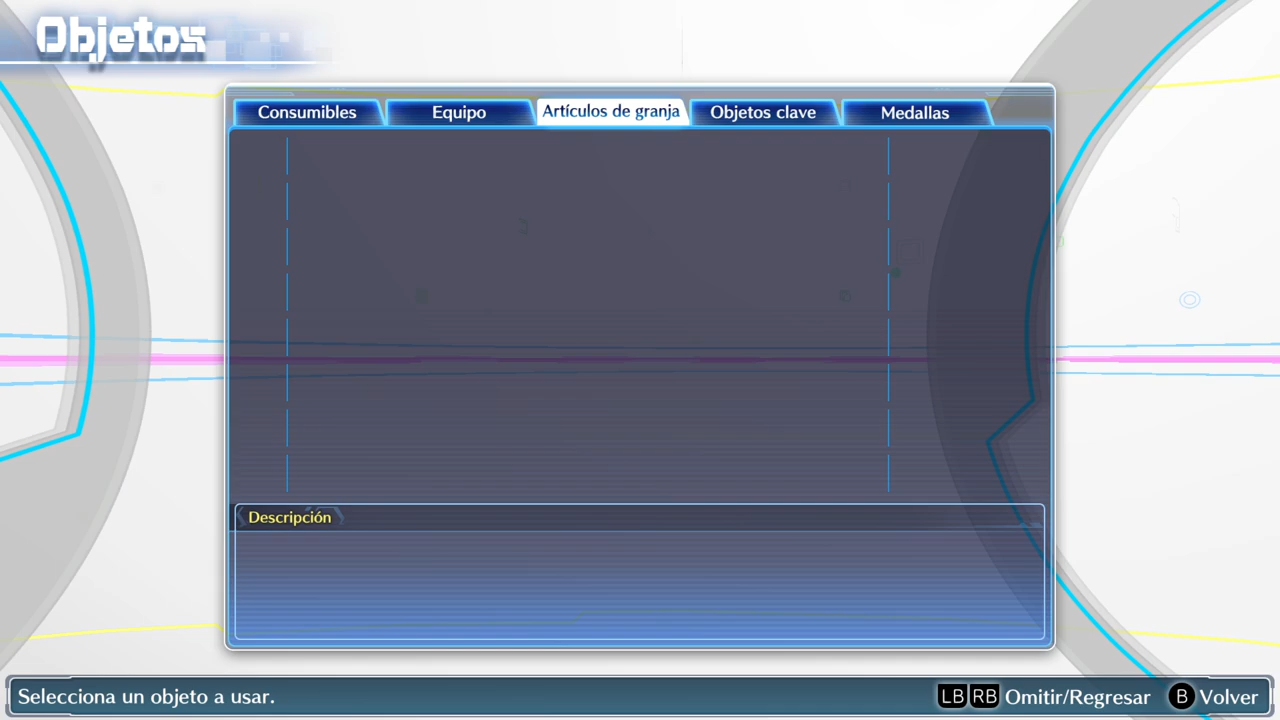 Objetos
Consumibles
Equipo
Artículos de granja
Objetos clave
Medallas
Descripción
Selecciona un objeto a usar.
LB RB Omitir/Regresar B Volver